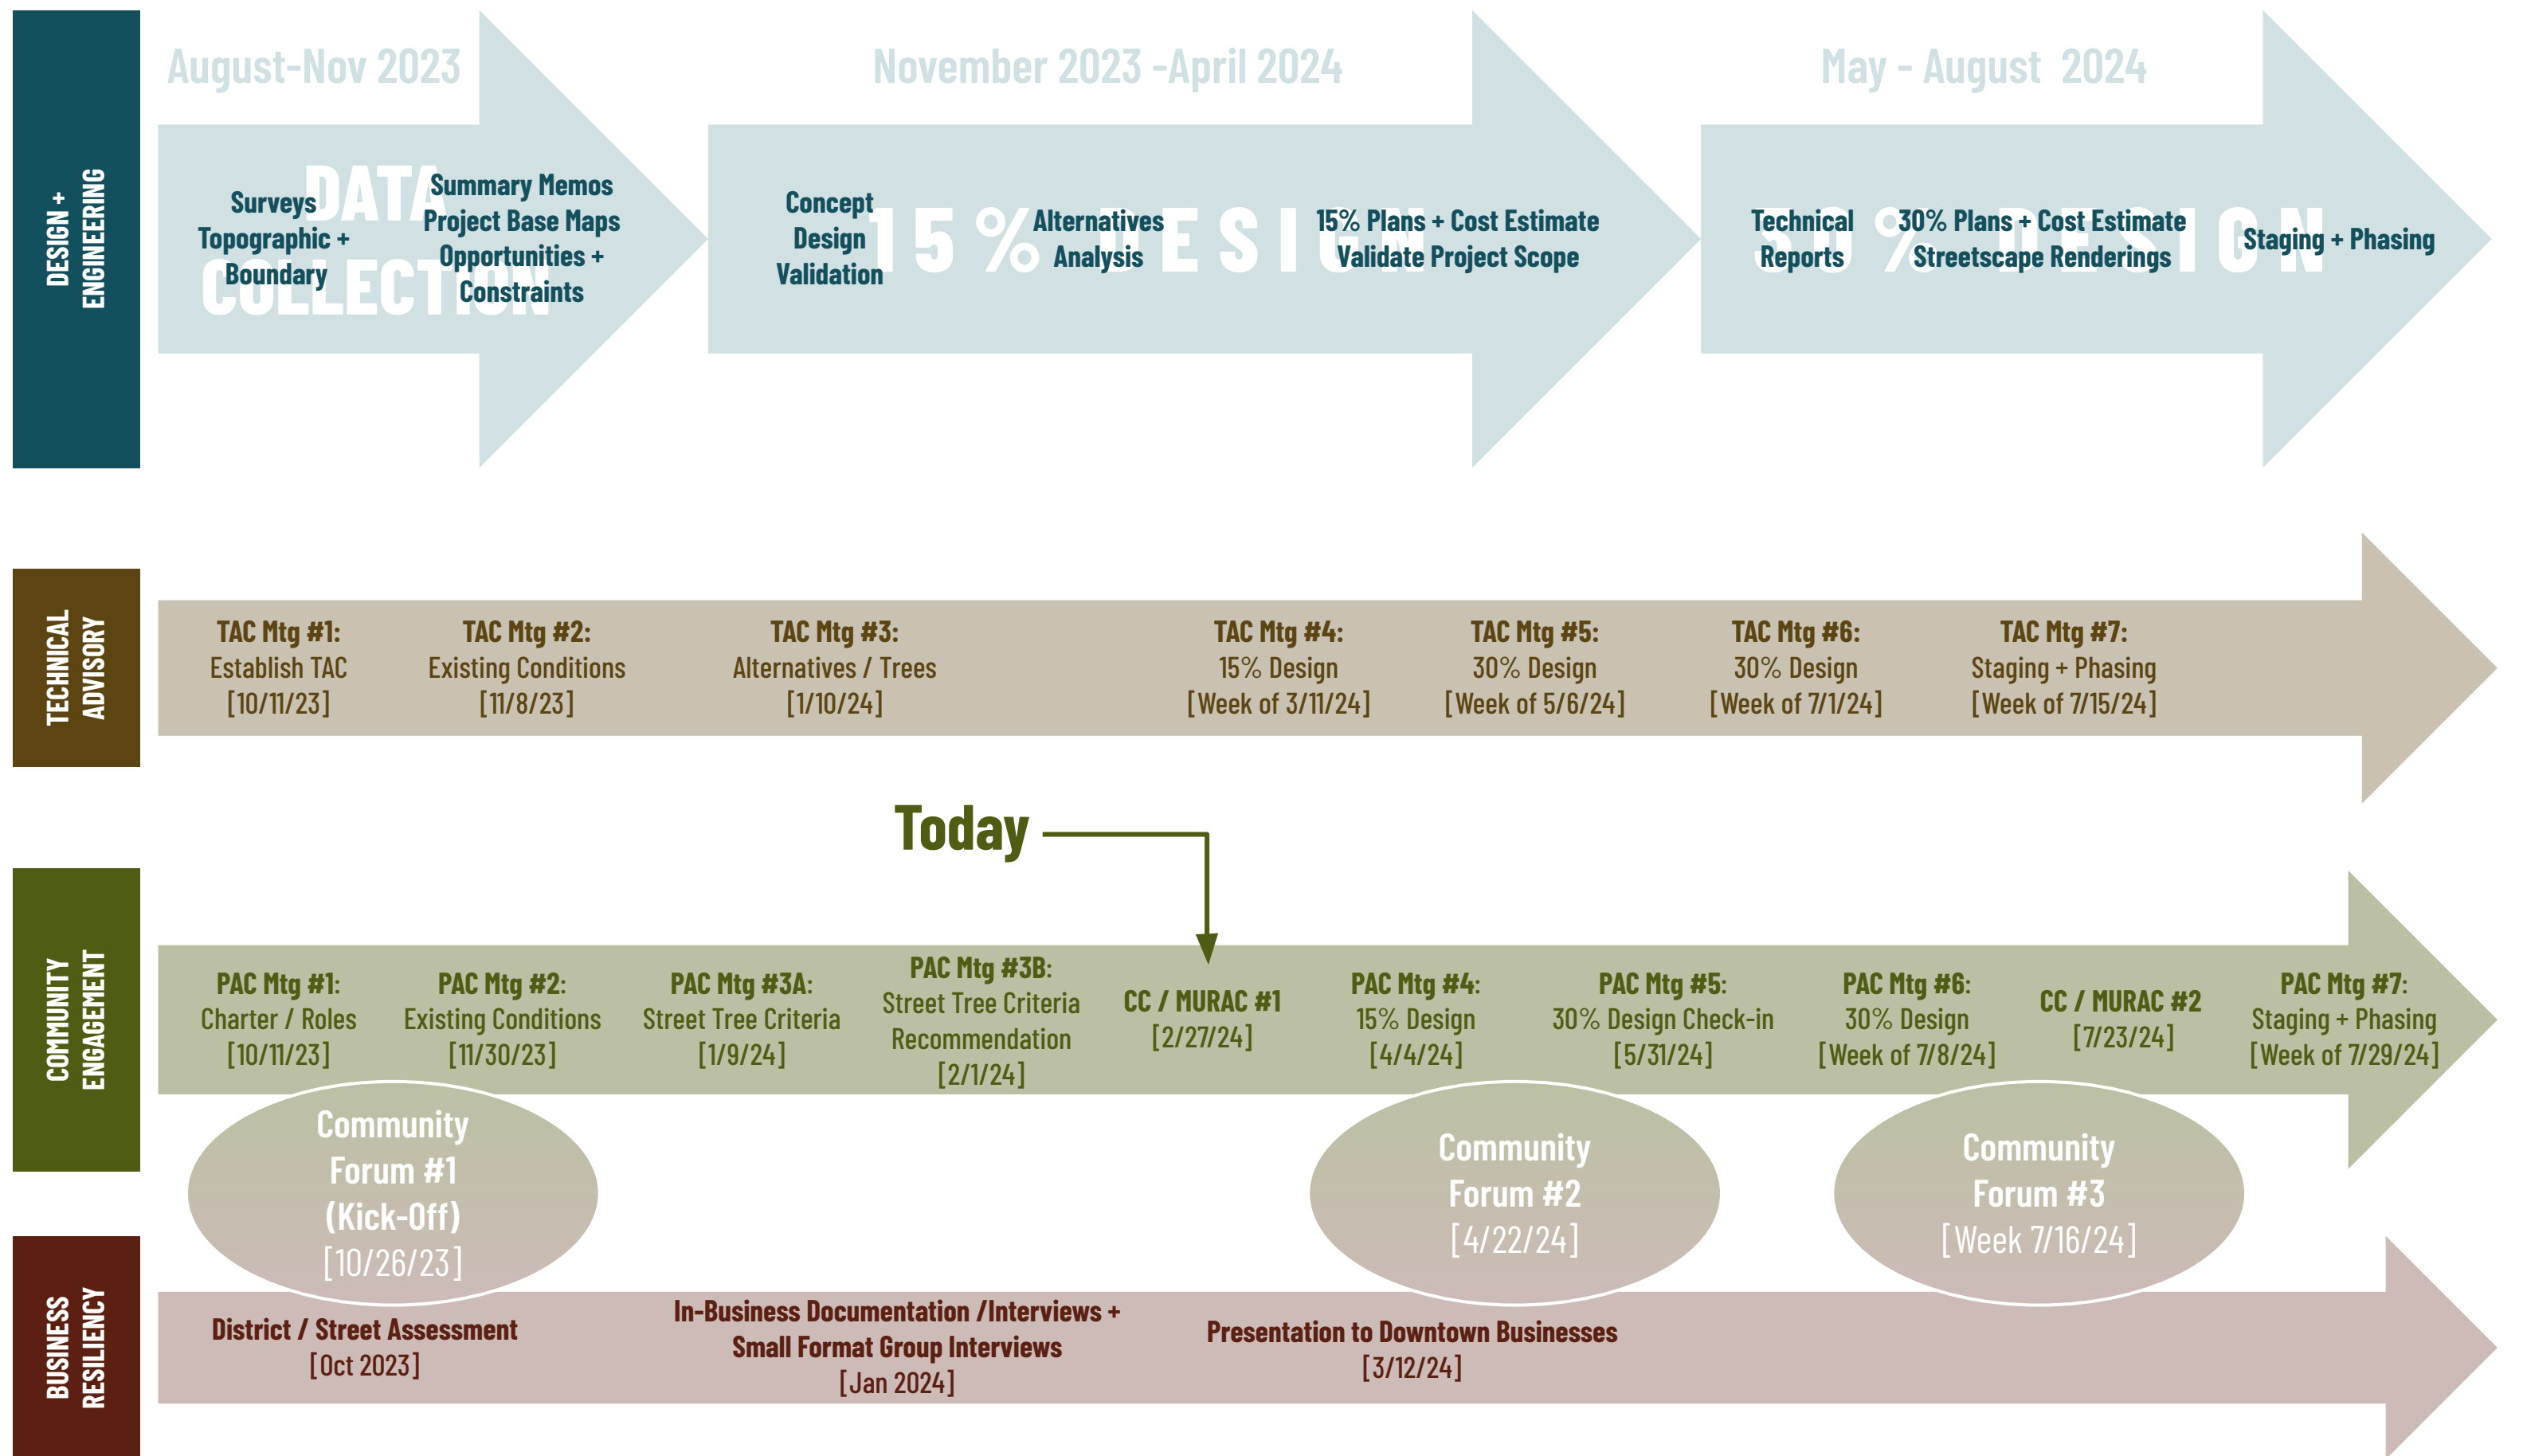 DESIGN +
ENGINEERING
August-Nov 2023
DATA
COLLECTION
Surveys
Topographic +
Boundary
Summary Memos
Project Base Maps
Opportunities +
Constraints
November 2023 -April 2024
15% DESIGN
Concept
Design
Validation
Alternatives
Analysis
15% Plans + Cost Estimate
Validate Project Scope
May - August 2024
30% DESIGN
Technical
Reports
30% Plans + Cost Estimate
Streetscape Renderings
Staging + Phasing
TECHNICAL
ADVISORY
TAC Mtg #1:
Establish TAC
[10/11/23]
TAC Mtg #2:
Existing Conditions
[11/8/23]
TAC Mtg #3:
Alternatives / Trees
[1/10/24]
TAC Mtg #4:
15% Design
[Week of 3/11/24]
TAC Mtg #5:
30% Design
[Week of 5/6/24]
TAC Mtg #6:
30% Design
[Week of 7/1/24]
TAC Mtg #7:
Staging + Phasing
[Week of 7/15/24]
Today
COMMUNITY
ENGAGEMENT
PAC Mtg #1:
Charter / Roles
[10/11/23]
PAC Mtg #2:
Existing Conditions
[11/30/23]
PAC Mtg #3A:
Street Tree Criteria
[1/9/24]
PAC Mtg #3B:
Street Tree Criteria
Recommendation
[2/1/24]
CC / MURAC #1
[2/27/24]
PAC Mtg #4:
15% Design
[4/4/24]
PAC Mtg #5:
30% Design Check-in
[5/31/24]
PAC Mtg #6:
30% Design
[Week of 7/8/24]
CC / MURAC #2
[7/23/24]
PAC Mtg #7:
Staging + Phasing
[Week of 7/29/24]
Community
Forum #1
(Kick-Off)
[10/26/23]
Community
Forum #2
[4/22/24]
Community
Forum #3
[Week 7/16/24]
BUSINESS
RESILIENCY
District / Street Assessment
[Oct 2023]
In-Business Documentation /Interviews +
Small Format Group Interviews
[Jan 2024]
Presentation to Downtown Businesses
[3/12/24]